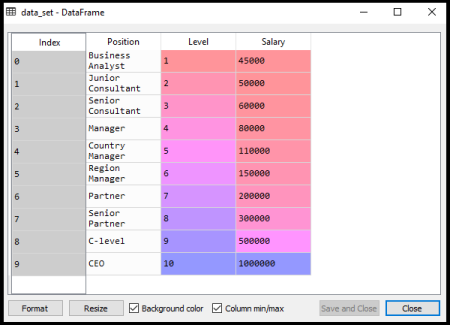 data_set - DataFrame
Index Position Level Salary
0 Business Analyst 1 45000
1 Junior Consultant 2 50000
2 Senior Consultant 3 60000
3 Manager 4 80000
4 Country Manager 5 110000
5 Region Manager 6 150000
6 Partner 7 200000
7 Senior Partner 8 300000
8 C-level 9 500000
9 CEO 10 1000000
Format Resize Background color Column min/max Save and Close Close